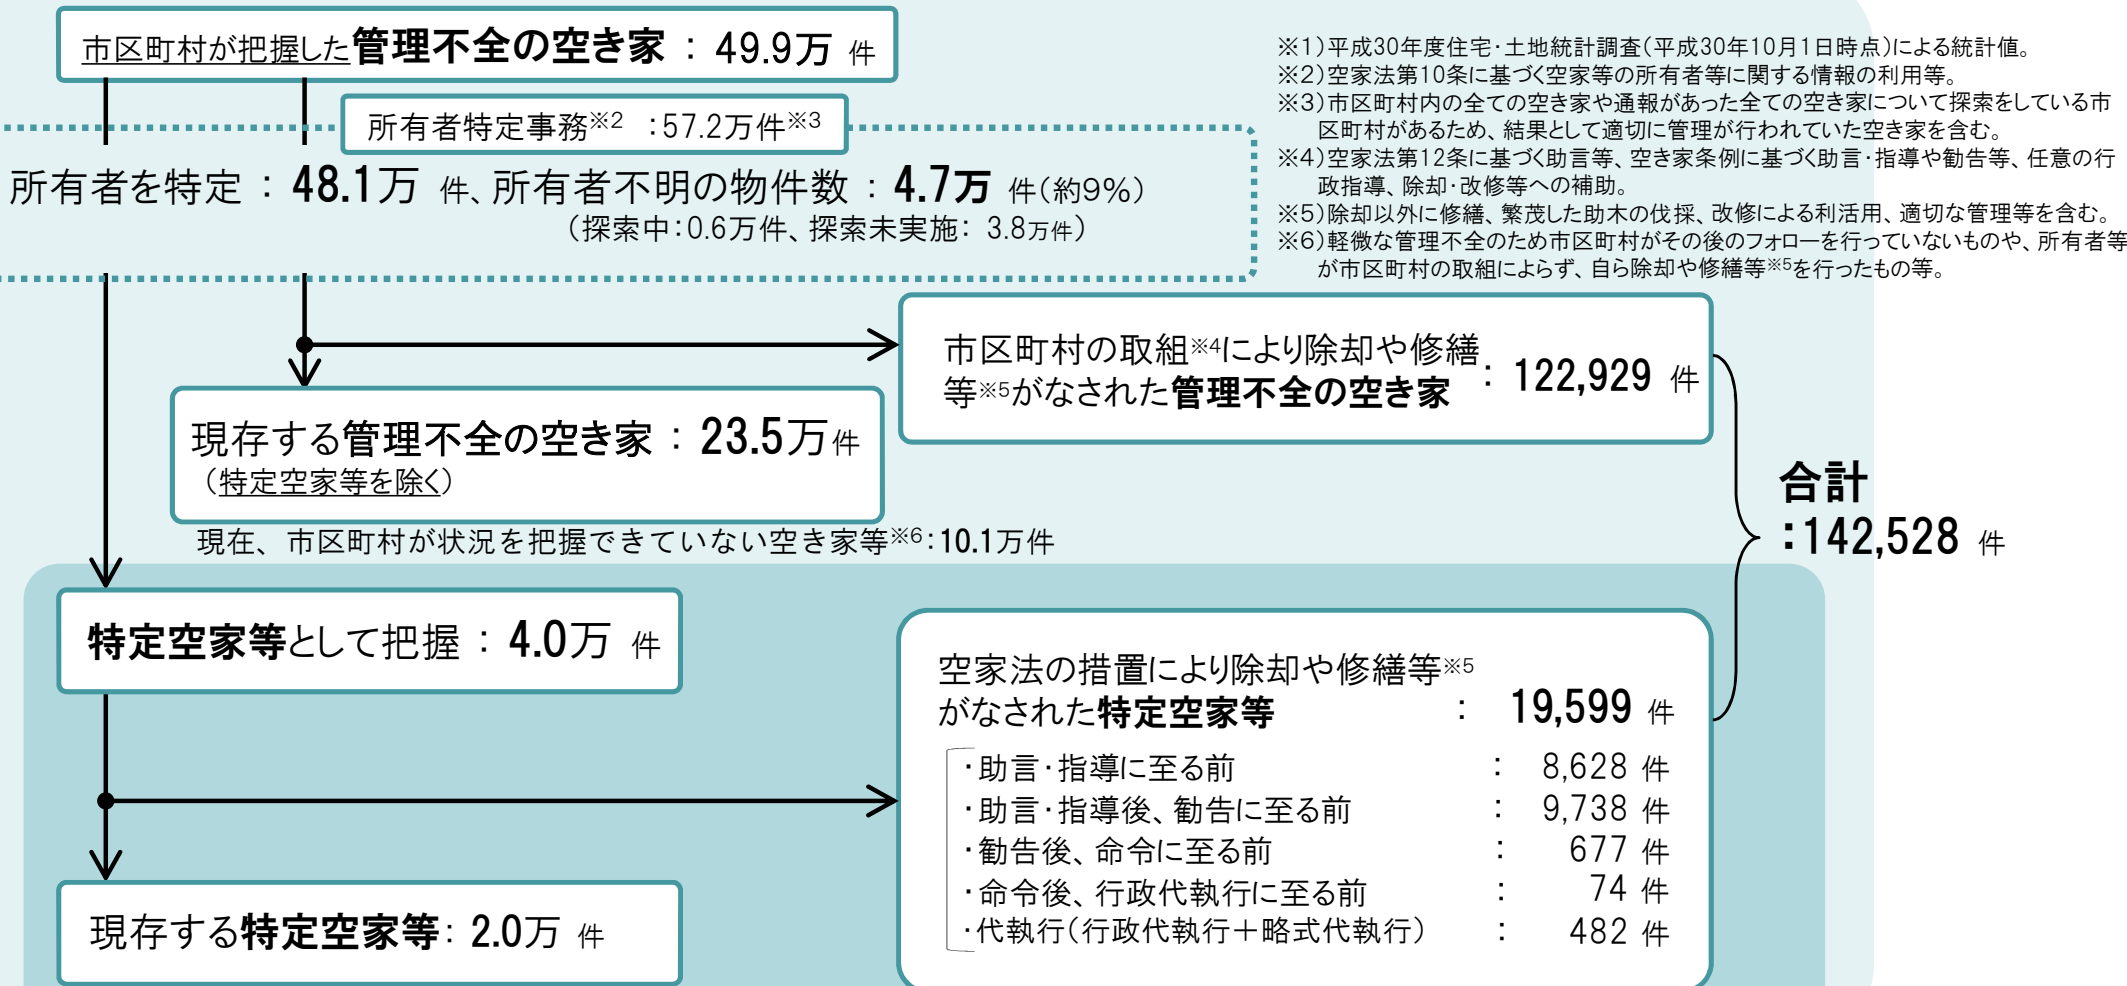 市区町村が把握した管理不全の空き家 ： 49.9万 件
所有者特定事務※2 ：57.2万件※3
所有者を特定 ： 48.1万 件、所有者不明の物件数 ： 4.7万 件（約9％）
（探索中：0.6万件、探索未実施： 3.8万件）
※1）平成30年度住宅・土地統計調査（平成30年10月1日時点）による統計値。
※2）空家法第10条に基づく空家等の所有者等に関する情報の利用等。
※3）市区町村内の全ての空き家や通報があった全ての空き家について探索をしている市
区町村があるため、結果として適切に管理が行われていた空き家を含む。
※4）空家法第12条に基づく助言等、空き家条例に基づく助言・指導や勧告等、任意の行
政指導、除却・改修等への補助。
※5）除却以外に修繕、繁茂した助木の伐採、改修による利活用、適切な管理等を含む。
※6）軽微な管理不全のため市区町村がその後のフォローを行っていないものや、所有者等
が市区町村の取組によらず、自ら除却や修繕等※5を行ったもの等。
市区町村の取組※4により除却や修繕
等※5がなされた管理不全の空き家 ： 122,929 件
現存する管理不全の空き家 ： 23.5万件
（特定空家等を除く）
現在、市区町村が状況を把握できていない空き家等※6：10.1万件
合計
：142,528 件
特定空家等として把握 ： 4.0万 件
空家法の措置により除却や修繕等※5
がなされた特定空家等 ： 19,599 件
・助言・指導に至る前 ： 8,628 件
・助言・指導後、勧告に至る前 ： 9,738 件
・勧告後、命令に至る前 ： 677 件
・命令後、行政代執行に至る前 ： 74 件
・代執行（行政代執行＋略式代執行） ： 482 件
現存する特定空家等： 2.0万 件